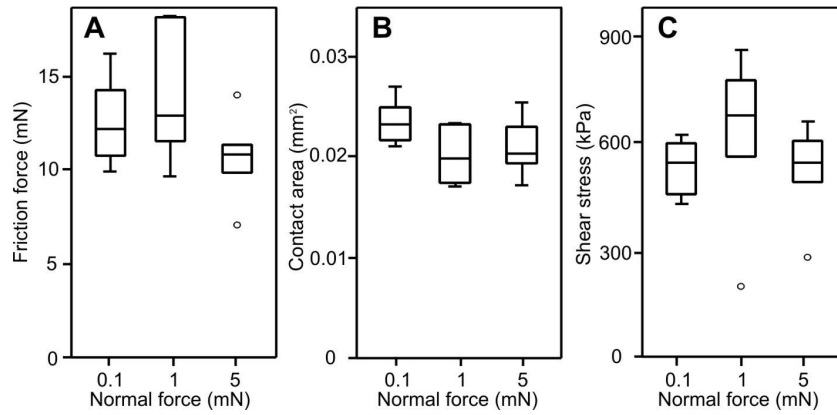 A
Friction force (mN)
15
10
5
0
0.1 1 5
Normal force (mN)
B
Contact area (mm²)
0.03
0.02
0.01
0
0.1 1 5
Normal force (mN)
C
Shear stress (kPa)
900
600
300
0
0.1 1 5
Normal force (mN)